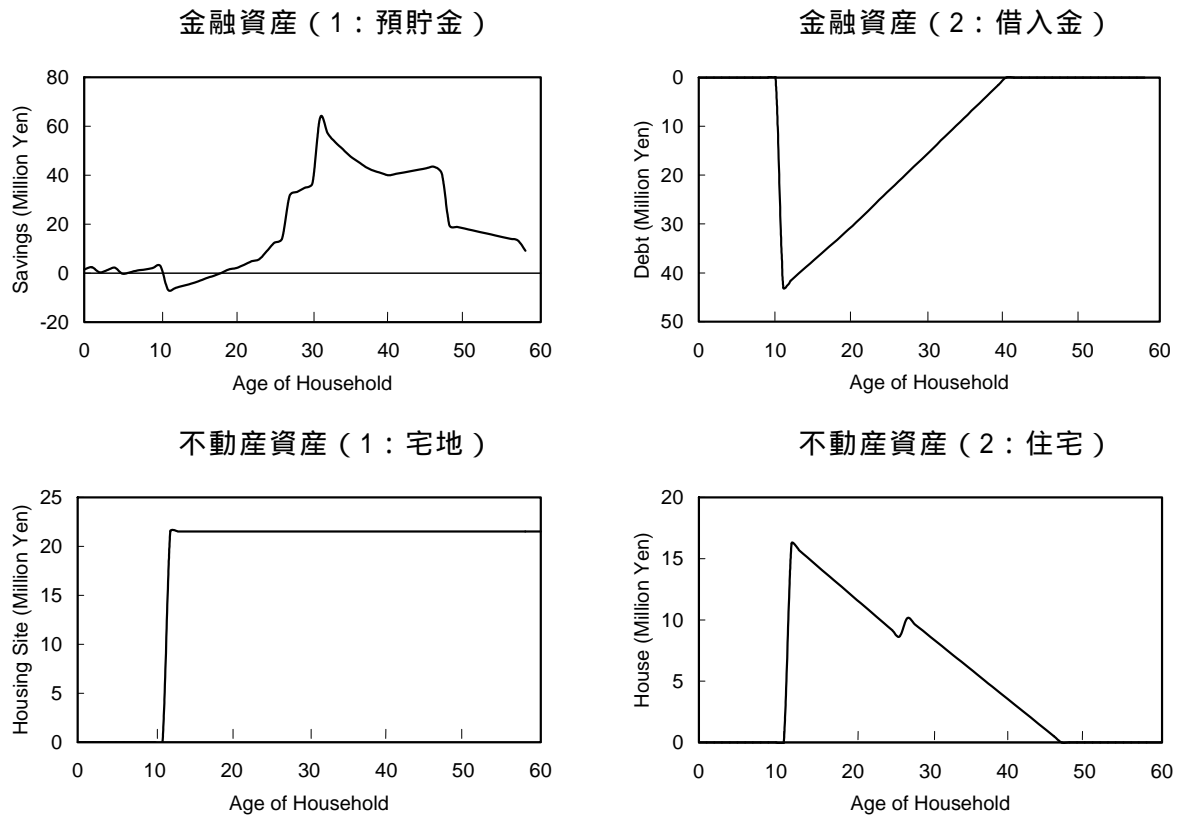 金融資産（1：預貯金）
80
60
40
20
0
-20
Savings (Million Yen)
0 10 20 30 40 50 60
Age of Household
金融資産（2：借入金）
0
10
20
30
40
50
Debt (Million Yen)
0 10 20 30 40 50 60
Age of Household
不動産資産（1：宅地）
25
20
15
10
5
0
Housing Site (Million Yen)
0 10 20 30 40 50 60
Age of Household
不動産資産（2：住宅）
20
15
10
5
0
House (Million Yen)
0 10 20 30 40 50 60
Age of Household